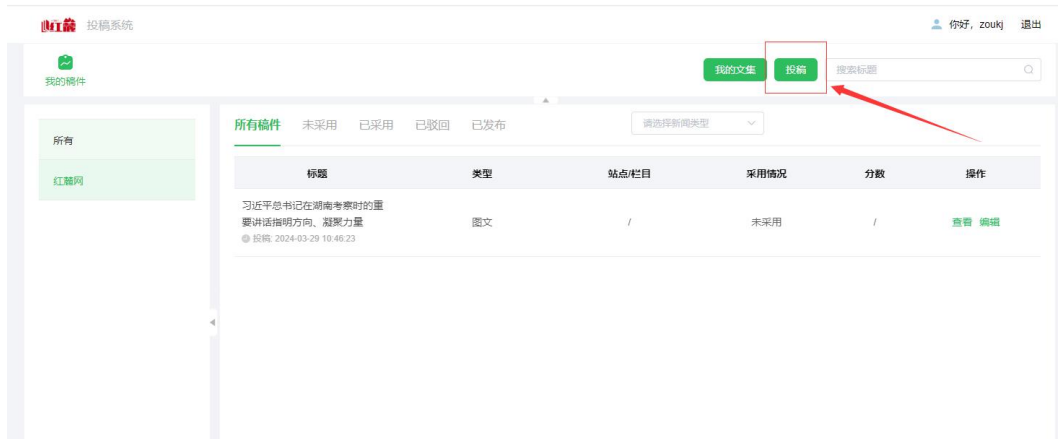 红麓 投稿系统 你好，zoukj 退出
我的稿件 我的文集 投稿 搜索标题
所有
红麓网
所有稿件 未采用 已采用 已驳回 已发布 请选择新闻类型
标题 类型 站点/栏目 采用情况 分数 操作
习近平总书记在湖南考察时的重
要讲话指明方向、凝聚力量 图文 / 未采用 / 查看 编辑
投稿: 2024-03-29 10:46:23